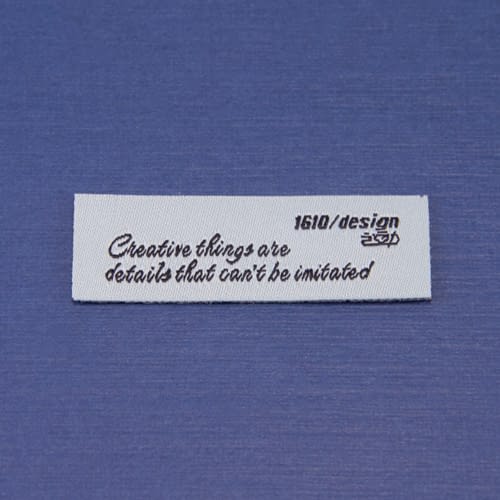 1610/design
Creative things are
details that can't be imitated